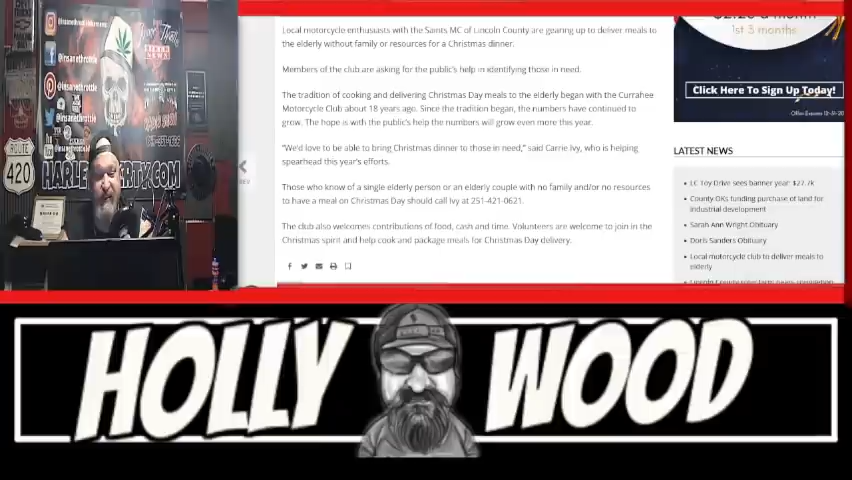 @insanethrottle
@insanethrottle
ROUTE
420
HARLEYLIBERTY.COM
Local motorcycle enthusiasts with the Saints MC of Lincoln County are gearing up to deliver meals to
the elderly without family or resources for a Christmas dinner.
Members of the club are asking for the public's help in identifying those in need.
The tradition of cooking and delivering Christmas Day meals to the elderly began with the Currahee
Motorcycle Club about 18 years ago. Since the tradition began, the numbers have continued to
grow. The hope is with the public's help the numbers will grow even more this year.
"We'd love to be able to bring Christmas dinner to those in need," said Carrie Ivy, who is helping
spearhead this year's efforts.
Those who know of a single elderly person or an elderly couple with no family and/or no resources
to have a meal on Christmas Day should call Ivy at 251-421-0621.
The club also welcomes contributions of food, cash and time. Volunteers are welcome to join in the
Christmas spirit and help cook and package meals for Christmas Day delivery.
1st 3 months
Click Here To Sign Up Today!
LATEST NEWS
LC Toy Drive sees banner year: $27.7k
County OKs funding purchase of land for
industrial development
Sarah Ann Wright Obituary
Doris Sanders Obituary
Local motorcycle club to deliver meals to
elderly
HOLLY WOOD